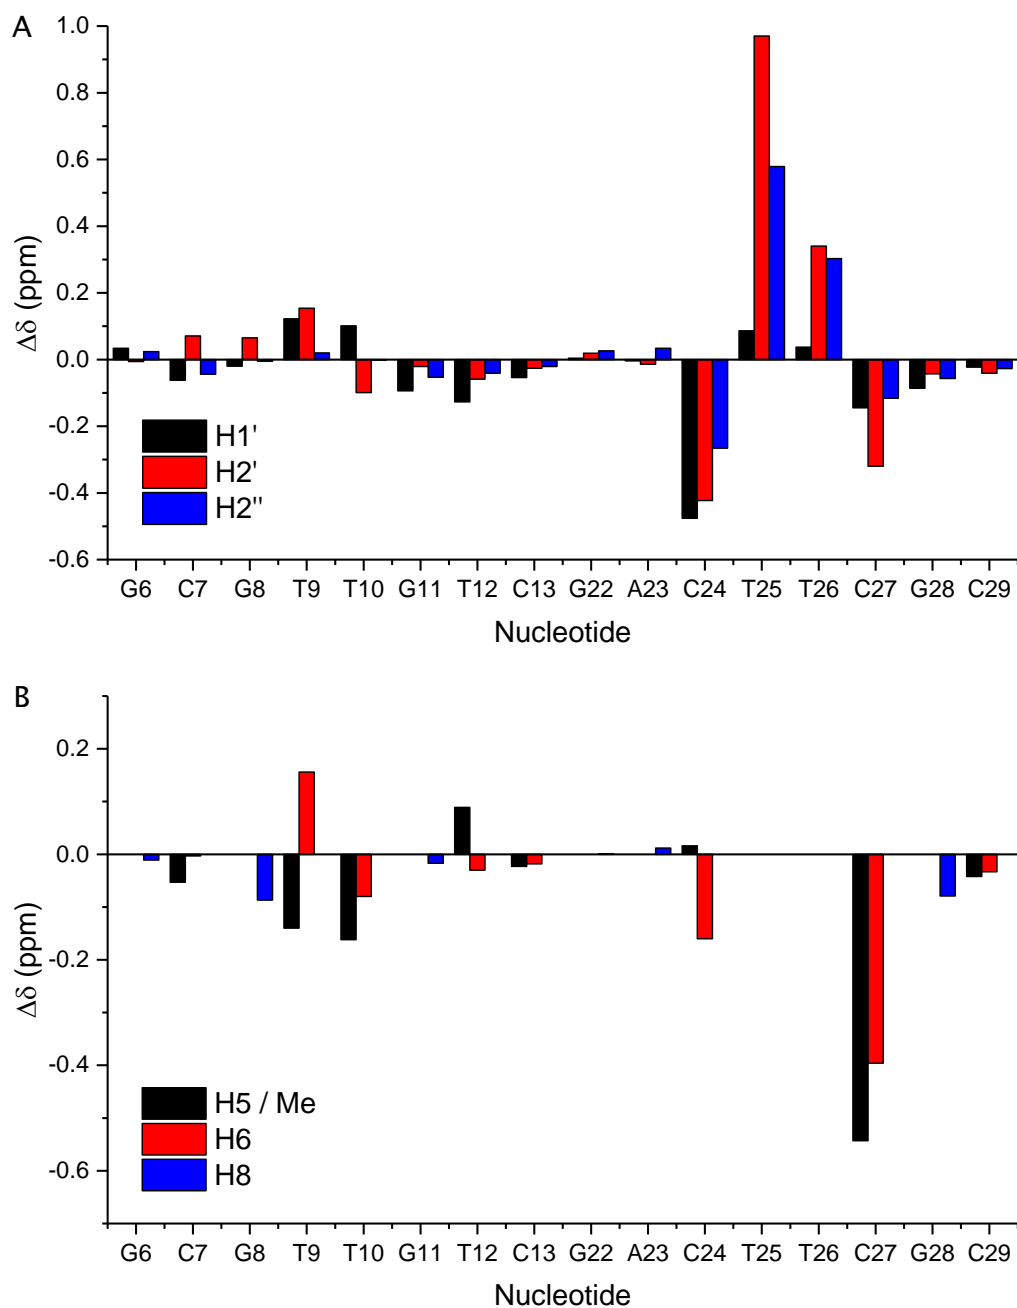 A
Δδ (ppm)
1.0
0.8
0.6
0.4
0.2
0.0
-0.2
-0.4
-0.6
H1'
H2'
H2"
G6 C7 G8 T9 T10 G11 T12 C13 G22 A23 C24 T25 T26 C27 G28 C29
Nucleotide
B
Δδ (ppm)
0.2
0.0
-0.2
-0.4
-0.6
H5 / Me
H6
H8
G6 C7 G8 T9 T10 G11 T12 C13 G22 A23 C24 T25 T26 C27 G28 C29
Nucleotide